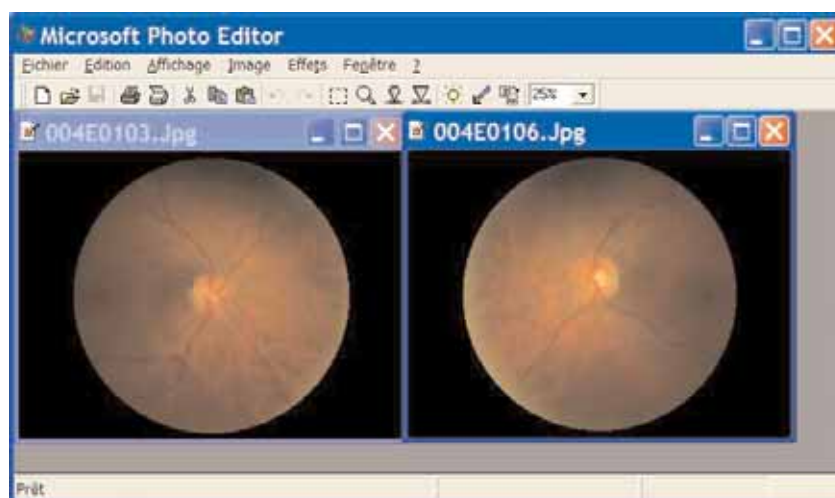 Microsoft Photo Editor
Fichier Edition Affichage Image Effets Fenêtre ?
25%
004E0103.Jpg
004E0106.Jpg
Prêt